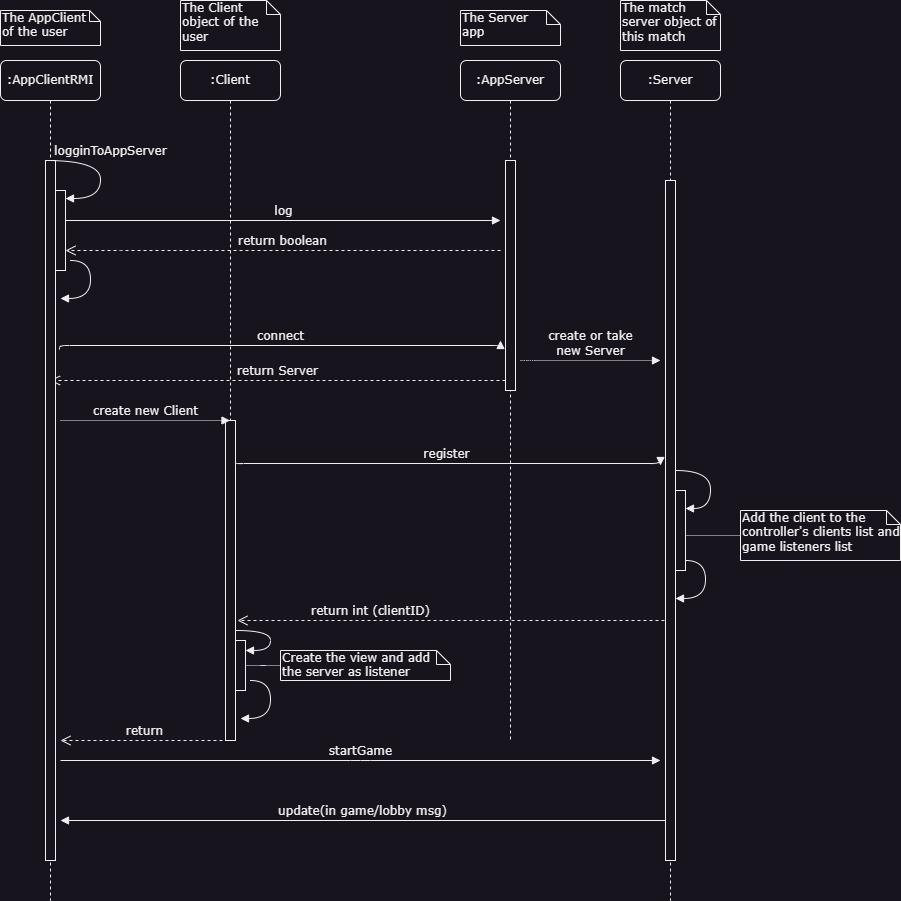 The AppClient
of the user
The Client
object of the
user
The Server
app
The match
server object of
this match
:AppClientRMI
:Client
:AppServer
:Server
logginToAppServer
log
return boolean
connect
create or take
new Server
return Server
create new Client
register
Add the client to the
controller's clients list and
game listeners list
return int (clientID)
Create the view and add
the server as listener
return
startGame
update(in game/lobby msg)